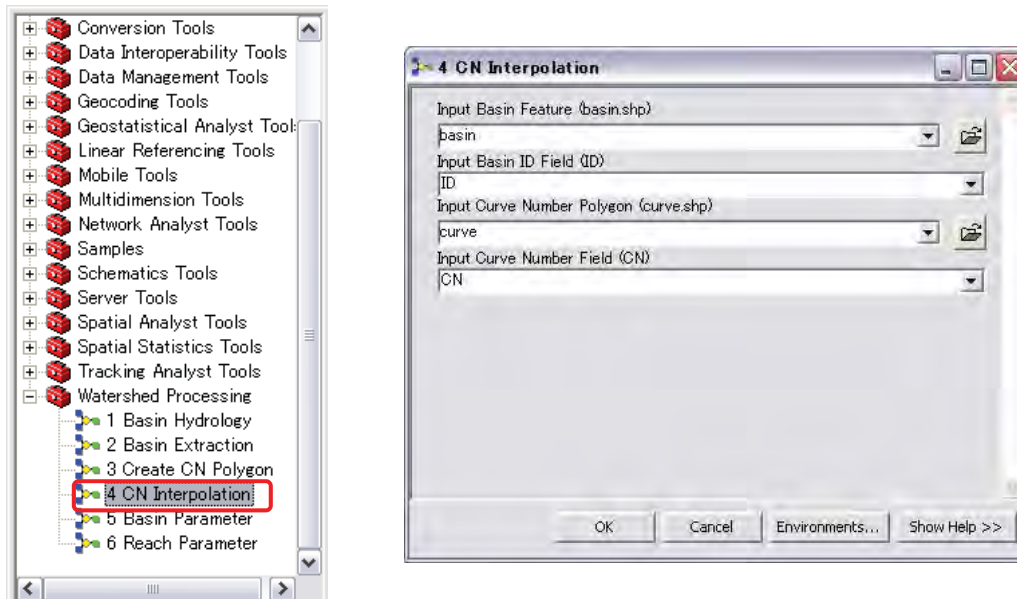 Conversion Tools
Data Interoperability Tools
Data Management Tools
Geocoding Tools
Geostatistical Analyst Tool
Linear Referencing Tools
Mobile Tools
Multidimension Tools
Network Analyst Tools
Samples
Schematics Tools
Server Tools
Spatial Analyst Tools
Spatial Statistics Tools
Tracking Analyst Tools
Watershed Processing
1 Basin Hydrology
2 Basin Extraction
3 Create CN Polygon
4 CN Interpolation
5 Basin Parameter
6 Reach Parameter
4 CN Interpolation
Input Basin Feature (basin.shp)
basin
Input Basin ID Field (ID)
ID
Input Curve Number Polygon (curve.shp)
curve
Input Curve Number Field (CN)
CN
OK Cancel Environments... Show Help >>